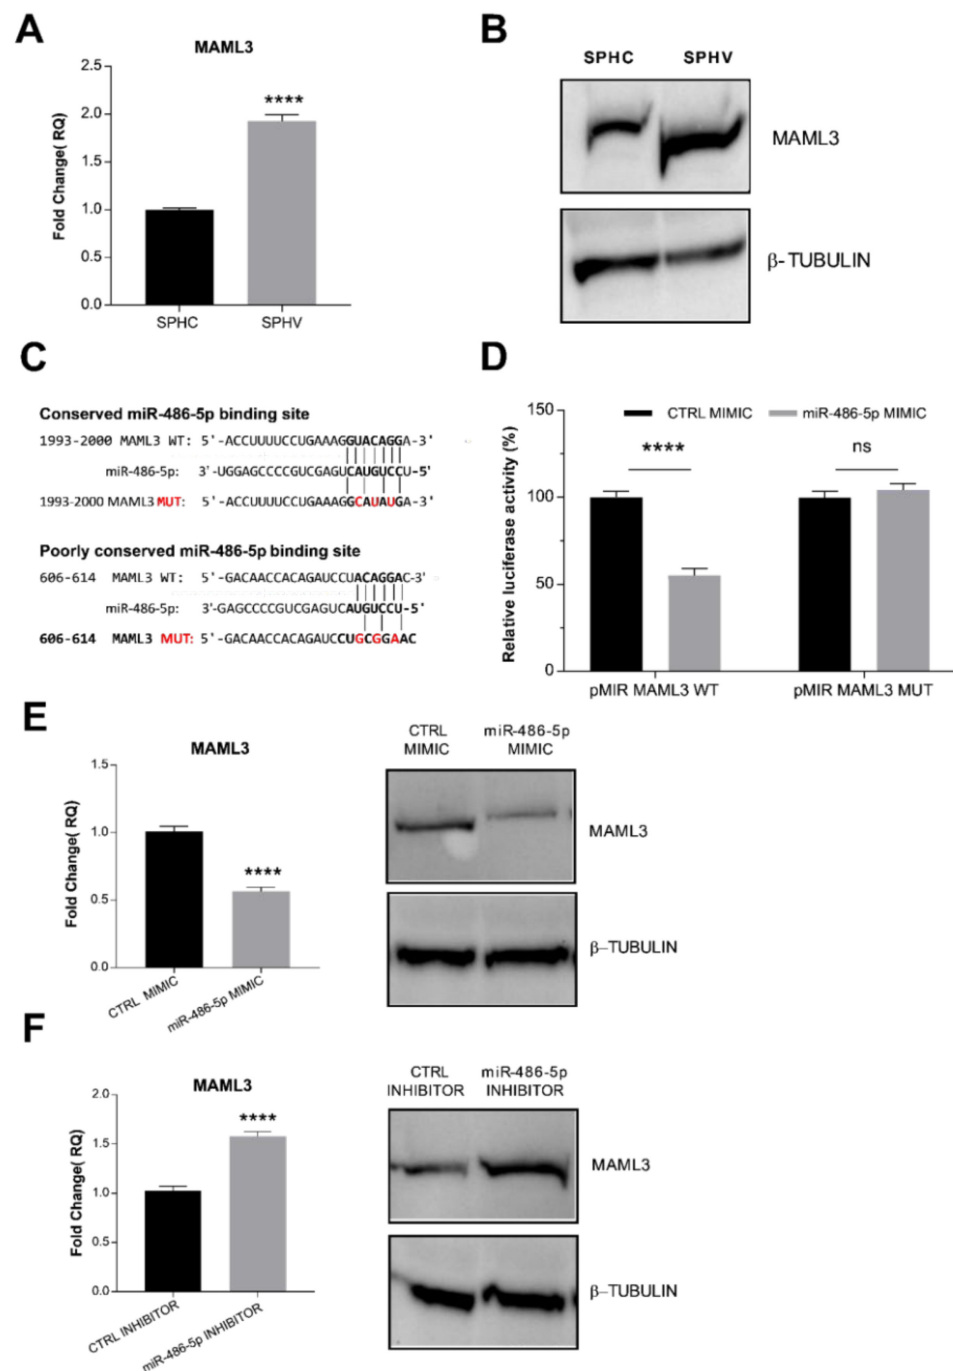 A
MAML3
Fold Change( RQ)
2.5
2.0
1.5
1.0
0.5
0.0
****
SPHC
SPHV
B
SPHC SPHV
MAML3
β-TUBULIN
C
Conserved miR-486-5p binding site
1993-2000 MAML3 WT: 5'-ACCUUUUCCUGAAAGGUACAGGA-3'
miR-486-5p: 3'-UGGAGCCCCGUCGAGUCAUGUCCU-5'
1993-2000 MAML3 MUT: 5'-ACCUUUUCCUGAAAGGCAUAUGA-3'
Poorly conserved miR-486-5p binding site
606-614 MAML3 WT: 5'-GACAACCACAGAUCCUACAGGAC-3'
miR-486-5p: 3'-GAGCCCCGUCGAGUCAUGUCCU-5'
606-614 MAML3 MUT: 5'-GACAACCACAGAUCCUGCGGAAC
D
Relative luciferase activity (%)
150
100
50
0
CTRL MIMIC miR-486-5p MIMIC
****
ns
pMIR MAML3 WT
pMIR MAML3 MUT
E
MAML3
Fold Change( RQ)
1.5
1.0
0.5
0.0
****
CTRL MIMIC
miR-486-5p MIMIC
CTRL miR-486-5p
MIMIC MIMIC
MAML3
β–TUBULIN
F
MAML3
Fold Change( RQ)
2.0
1.5
1.0
0.5
0.0
****
CTRL INHIBITOR
miR-486-5p INHIBITOR
CTRL miR-486-5p
INHIBITOR INHIBITOR
MAML3
β–TUBULIN